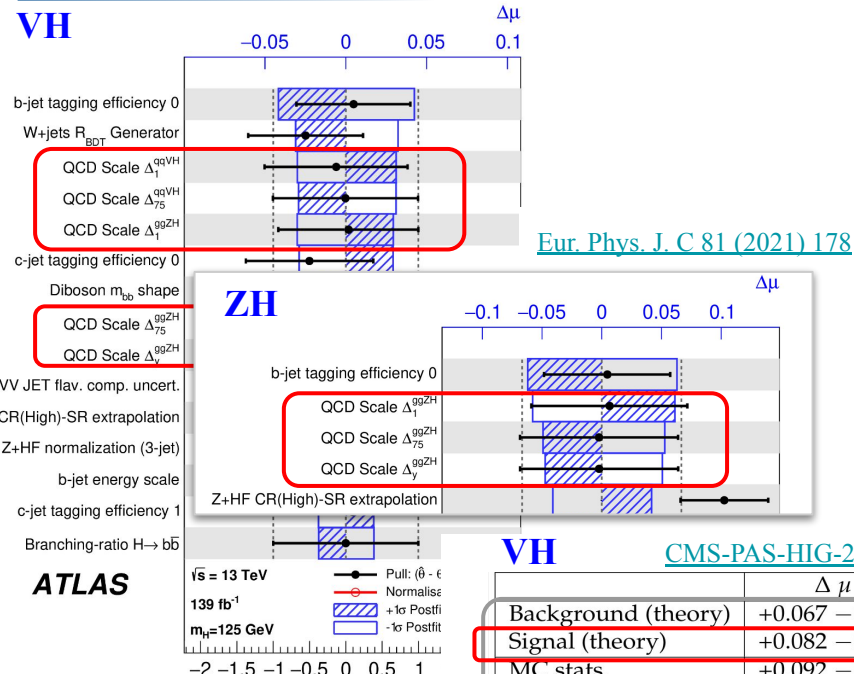 VH
Δμ
−0.05 0 0.05 0.1
b-jet tagging efficiency 0
W+jets R_BDT Generator
QCD Scale Δ₁^qqVH
QCD Scale Δ₇₅^qqVH
QCD Scale Δ₁^ggZH
c-jet tagging efficiency 0
Diboson m_bb shape
QCD Scale Δ₇₅^ggZH
QCD Scale Δ_y^ggZH
VV JET flav. comp. uncert.
CR(High)-SR extrapolation
Z+HF normalization (3-jet)
b-jet energy scale
c-jet tagging efficiency 1
Branching-ratio H→ bb̅
ATLAS
√s = 13 TeV
139 fb⁻¹
m_H=125 GeV
Pull: (θ̂ - θ
Normalisa
+1σ Postfi
-1σ Postfit
−2 −1.5 −1 −0.5 0 0.5 1
Eur. Phys. J. C 81 (2021) 178
ZH
Δμ
−0.1 −0.05 0 0.05 0.1
b-jet tagging efficiency 0
QCD Scale Δ₁^ggZH
QCD Scale Δ₇₅^ggZH
QCD Scale Δ_y^ggZH
Z+HF CR(High)-SR extrapolation
VH
CMS-PAS-HIG-2
Δ μ
Background (theory) +0.067 −
Signal (theory) +0.082 −
MC stats +0.092 −